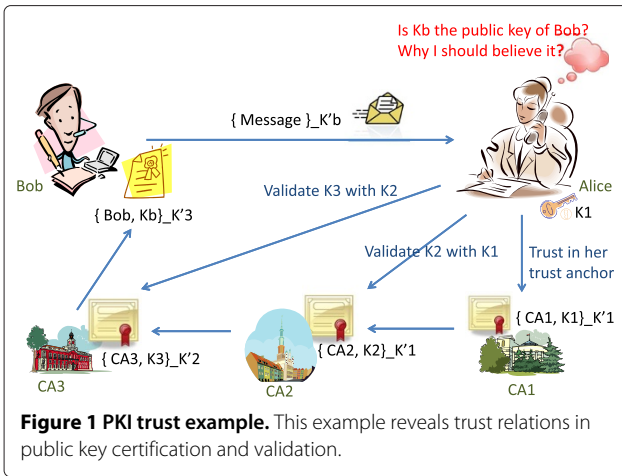 Is Kb the public key of Bob?
Why I should believe it?
{ Message }_K'b
Bob
Alice
K1
{ Bob, Kb}_K'3
Validate K3 with K2
Validate K2 with K1
Trust in her
trust anchor
{ CA3, K3}_K'2
{ CA2, K2}_K'1
{ CA1, K1}_K'1
CA3
CA2
CA1
Figure 1 PKI trust example. This example reveals trust relations in
public key certification and validation.